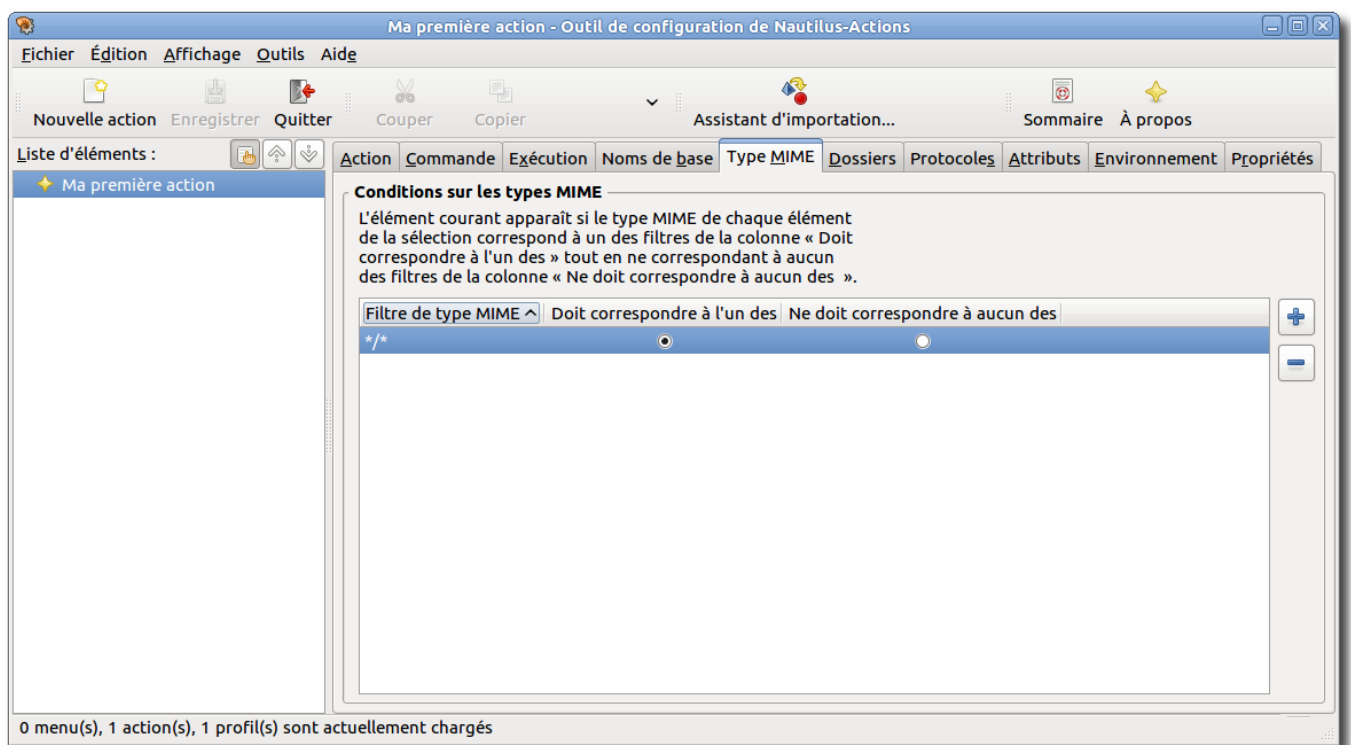 Ma première action - Outil de configuration de Nautilus-Actions
Fichier Édition Affichage Outils Aide
Nouvelle action Enregistrer Quitter Couper Copier Assistant d'importation... Sommaire À propos
Liste d'éléments :
Ma première action
Action Commande Exécution Noms de base Type MIME Dossiers Protocoles Attributs Environnement Propriétés
Conditions sur les types MIME
L'élément courant apparaît si le type MIME de chaque élément
de la sélection correspond à un des filtres de la colonne « Doit
correspondre à l'un des » tout en ne correspondant à aucun
des filtres de la colonne « Ne doit correspondre à aucun des  ».
Filtre de type MIME Doit correspondre à l'un des Ne doit correspondre à aucun des
*/*
0 menu(s), 1 action(s), 1 profil(s) sont actuellement chargés